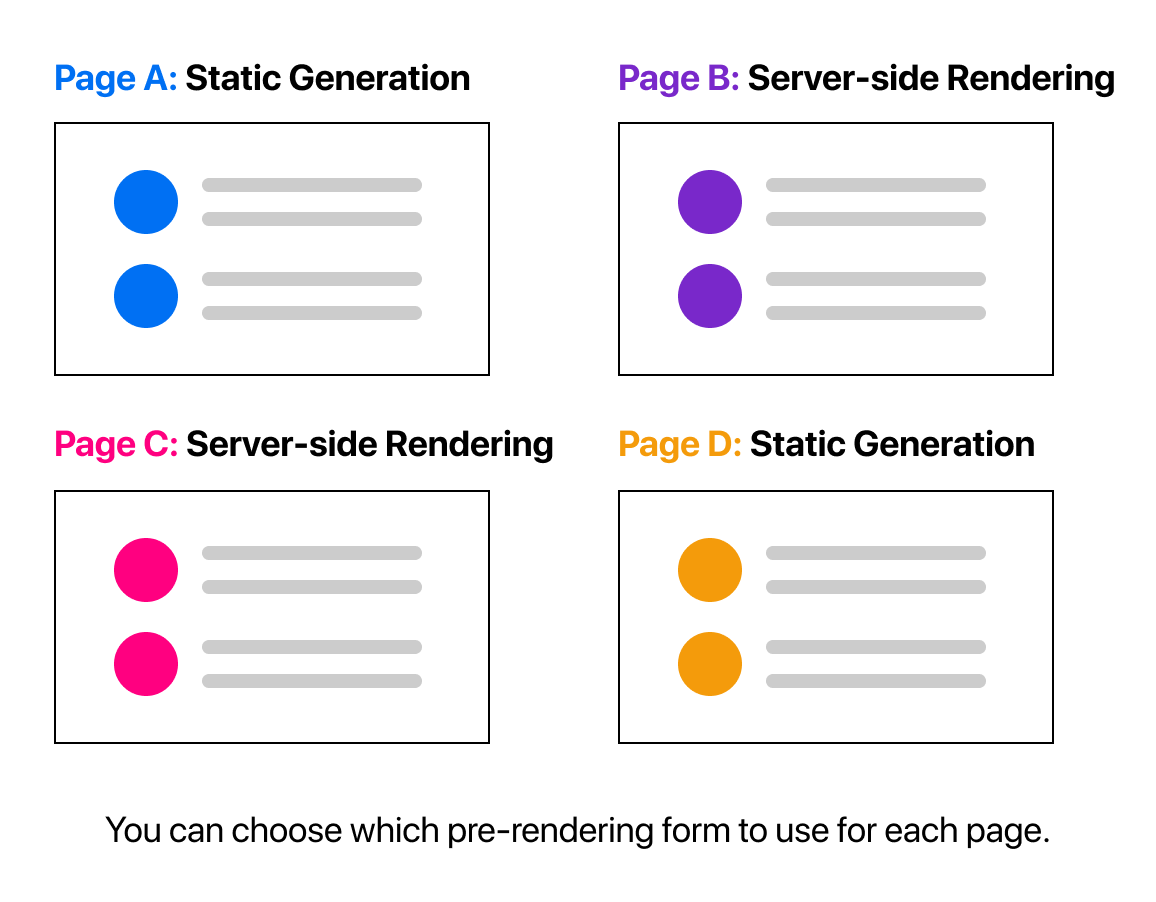 Page A: Static Generation
Page B: Server-side Rendering
Page C: Server-side Rendering
Page D: Static Generation
You can choose which pre-rendering form to use for each page.